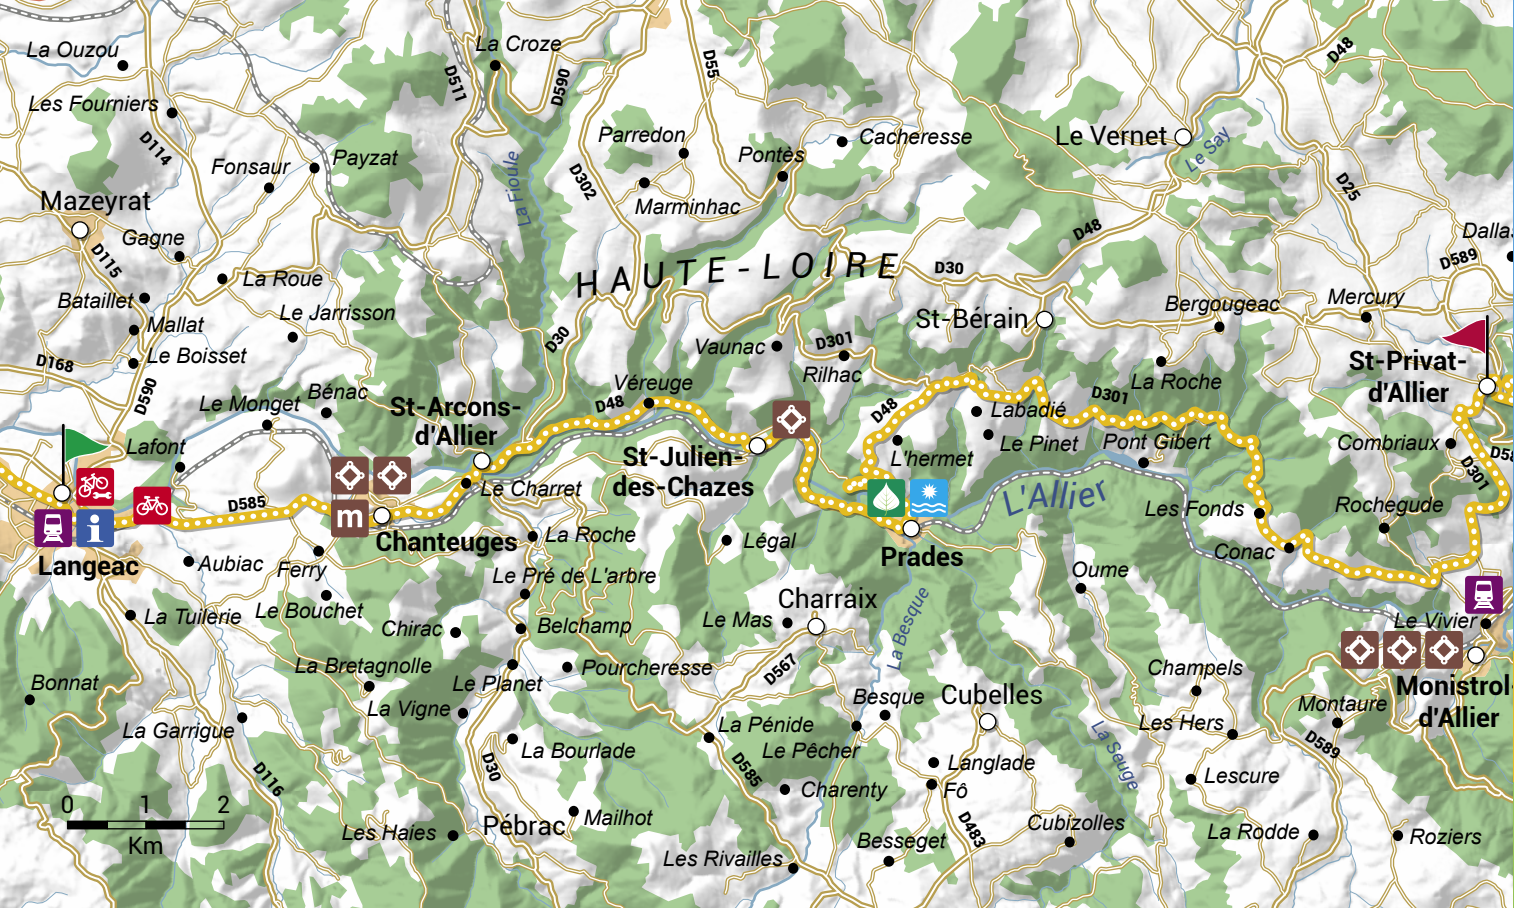 La Ouzou
La Croze
D48
D511
D590
D55
Les Fourniers
D114
Parredon
Cacheresse
Le Vernet
Le Say
Fonsaur
Payzat
Pontès
La Fioule
D302
D25
Mazeyrat
Marminhac
Gagne
D48
D115
La Roue
HAUTE-LOIRE
D30
D589
Bataillet
Mallat
Le Jarrisson
Bergougeac
Mercury
St-Bérain
D30
Vaunac
D301
Le Boisset
D168
Rilhac
La Roche
St-Privat-
d'Allier
D590
Bénac
Véreuge
D301
Le Monget
St-Arcons-
d'Allier
D48
D48
Labadié
Lafont
Le Pinet
Pont Gibert
Combriaux
St-Julien-
des-Chazes
L'hermet
D301
D585
Le Charret
L'Allier
Les Fonds
Rochegude
i
m
Chanteuges
La Roche
Légal
Prades
Conac
Langeac
Aubiac
Ferry
Le Pré de L'arbre
Oume
La Tuilerie
Le Bouchet
Charraix
Le Mas
La Besque
Le Vivier
Chirac
Belchamp
La Bretagnolle
Pourcheresse
D567
Champels
Bonnat
Le Planet
Besque
Cubelles
Monistrol-
d'Allier
Montaure
La Vigne
La Garrigue
La Pénide
Les Hers
Le Pêcher
La Bourlade
La Seuge
D589
D116
D30
D585
Langlade
Lescure
Charenty
Fô
0 1 2
Km
Les Haies
Pébrac
Mailhot
D483
Cubizolles
La Rodde
Roziers
Besseget
Les Rivailles